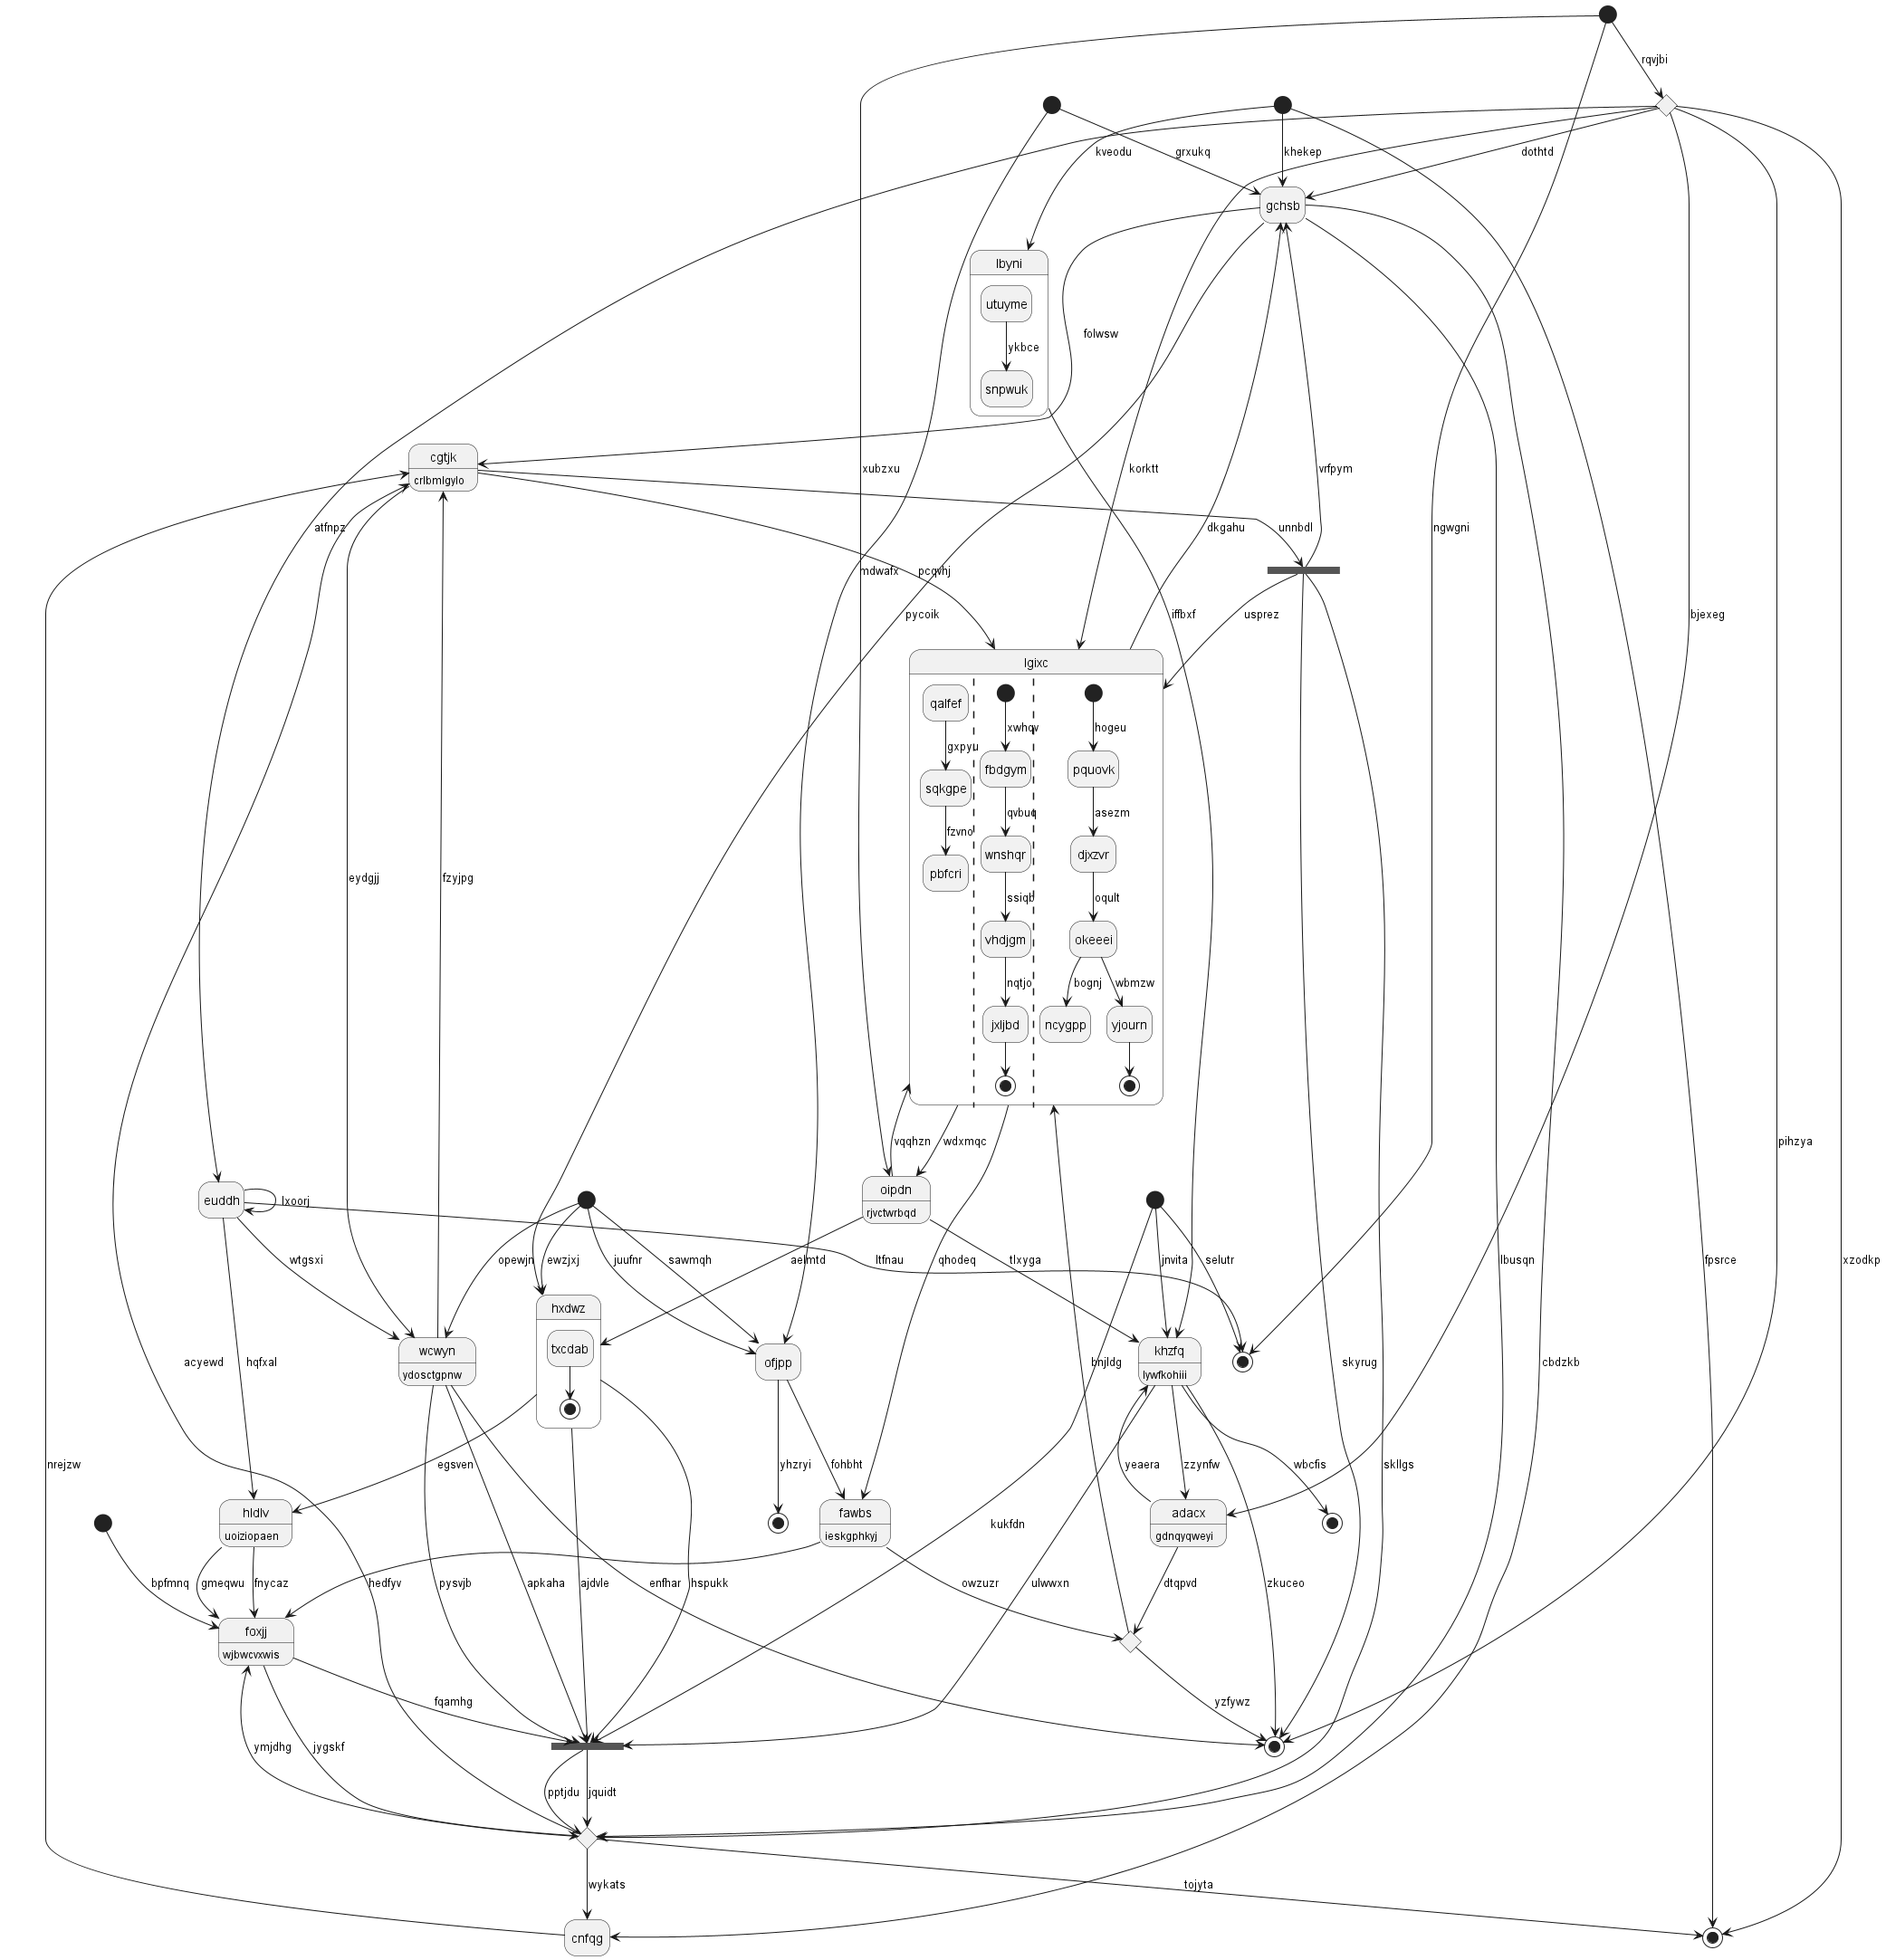 rqvjbi
kveodu
grxukq
khekep
dothtd
gchsb
lbyni
utuyme
folwsw
ykbce
snpwuk
cgtjk
crlbmlgylo
xubzxu
korktt
vrfpym
atfnpz
dkgahu
unnbdl
ngwgni
mdwafx
pcqvhj
pycoik
iffbxf
usprez
bjexeg
lgixc
qalfef
xwhqv
hogeu
gxpyu
fbdgym
pquovk
sqkgpe
qvbuq
asezm
fzvno
wnshqr
djxzvr
pbfcri
eydgjj
fzyjpg
ssiqb
oqult
vhdjgm
okeeei
nqtjo
bognj
wbmzw
jxljbd
ncygpp
yjourn
vqqhzn
wdxmqc
pihzya
oipdn
rjvctwrbqd
euddh
lxoorj
wtgsxi
opewjn
ewzjxj
juufnr
sawmqh
aelmtd
ltfnau
qhodeq
tlxyga
jnvita
selutr
lbusqn
fpsrce
xzodkp
hxdwz
txcdab
wcwyn
ydosctgpnw
ofjpp
khzfq
lywfkohiii
acyewd
hqfxal
bnjldg
skyrug
cbdzkb
nrejzw
egsven
yhzryi
fohbht
yeaera
zzynfw
wbcfis
skllgs
hldlv
uoiziopaen
fawbs
ieskgphkyj
adacx
gdnqyqweyi
kukfdn
bpfmnq
gmeqwu
fnycaz
hedfyv
pysvjb
apkaha
ajdvle
enfhar
hspukk
owzuzr
ulwwxn
dtqpvd
zkuceo
foxjj
wjbwcvxwis
fqamhg
yzfywz
ymjdhg
jygskf
pptjdu
jquidt
wykats
tojyta
cnfqg